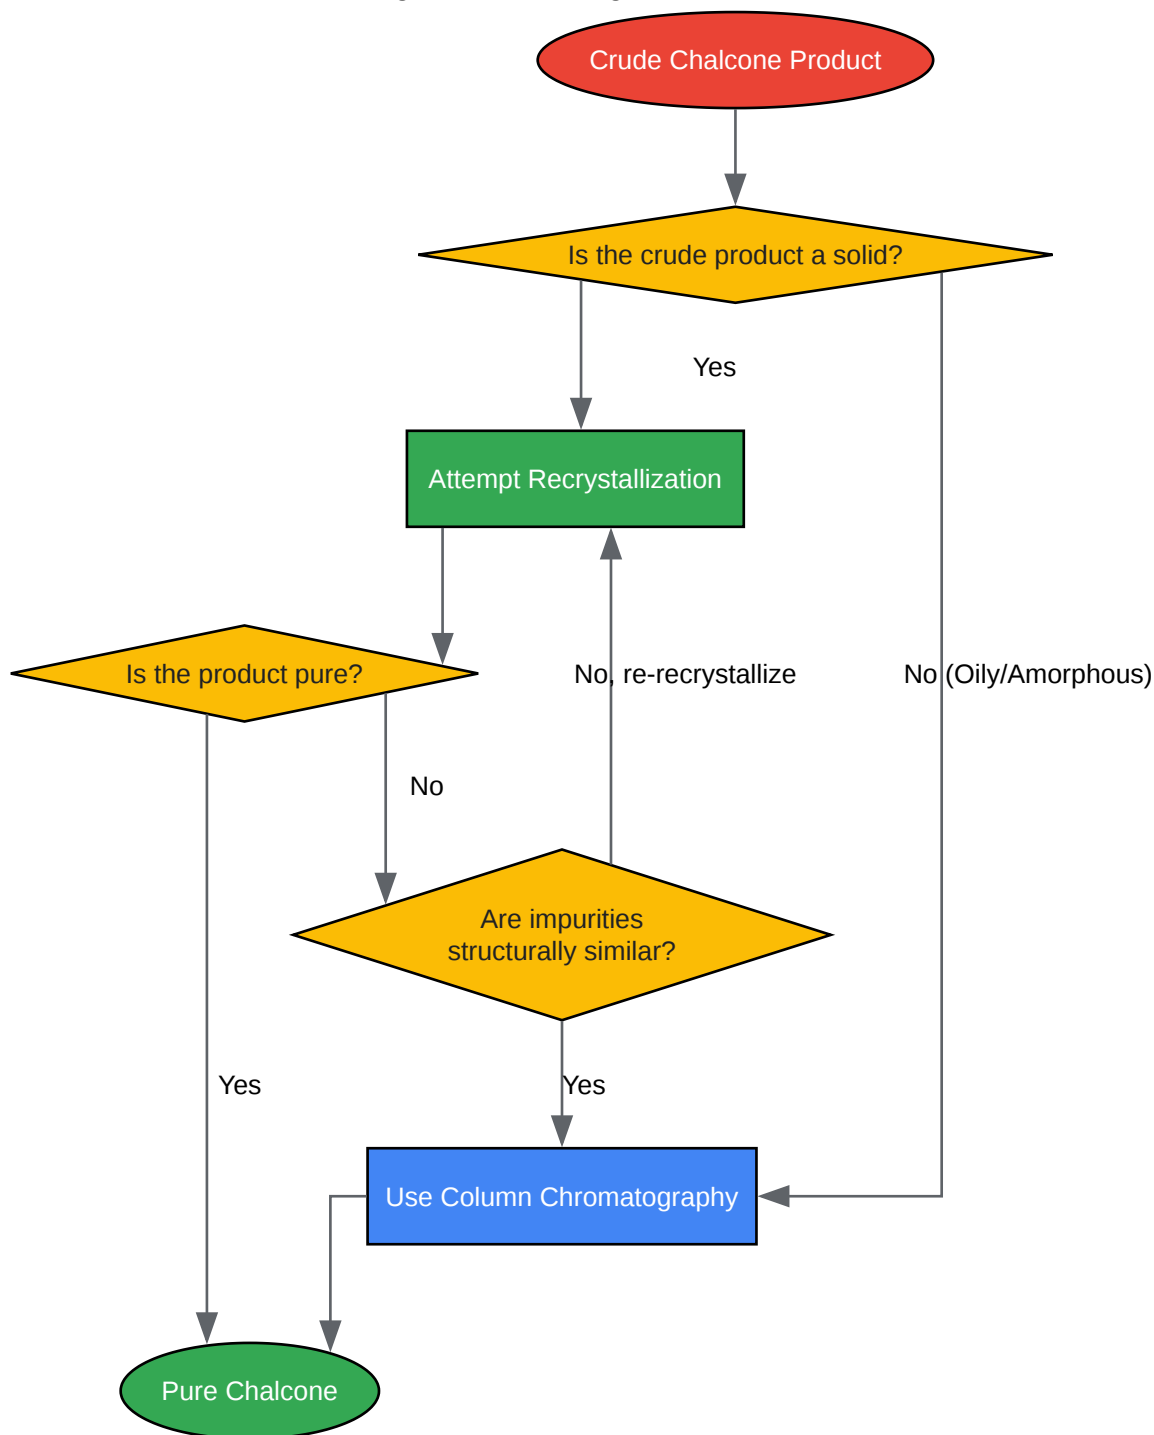 Crude Chalcone Product
Is the crude product a solid?
Yes
Attempt Recrystallization
Is the product pure?
No, re-recrystallize
No (Oily/Amorphous)
No
Are impurities
structurally similar?
Yes
Yes
Use Column Chromatography
Pure Chalcone